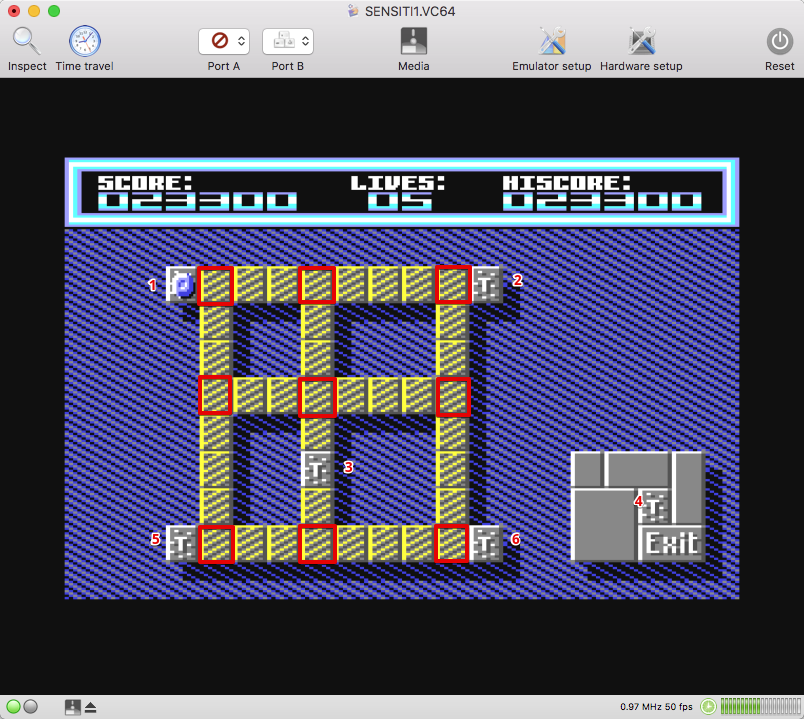 SENSITI1.VC64
Inspect Time travel Port A Port B Media Emulator setup Hardware setup Reset
SCORE: LIVES: HISCORE:
023300 05 023300
1 T 2
T 3
4 T
5 T T 6 Exit
0.97 MHz 50 fps